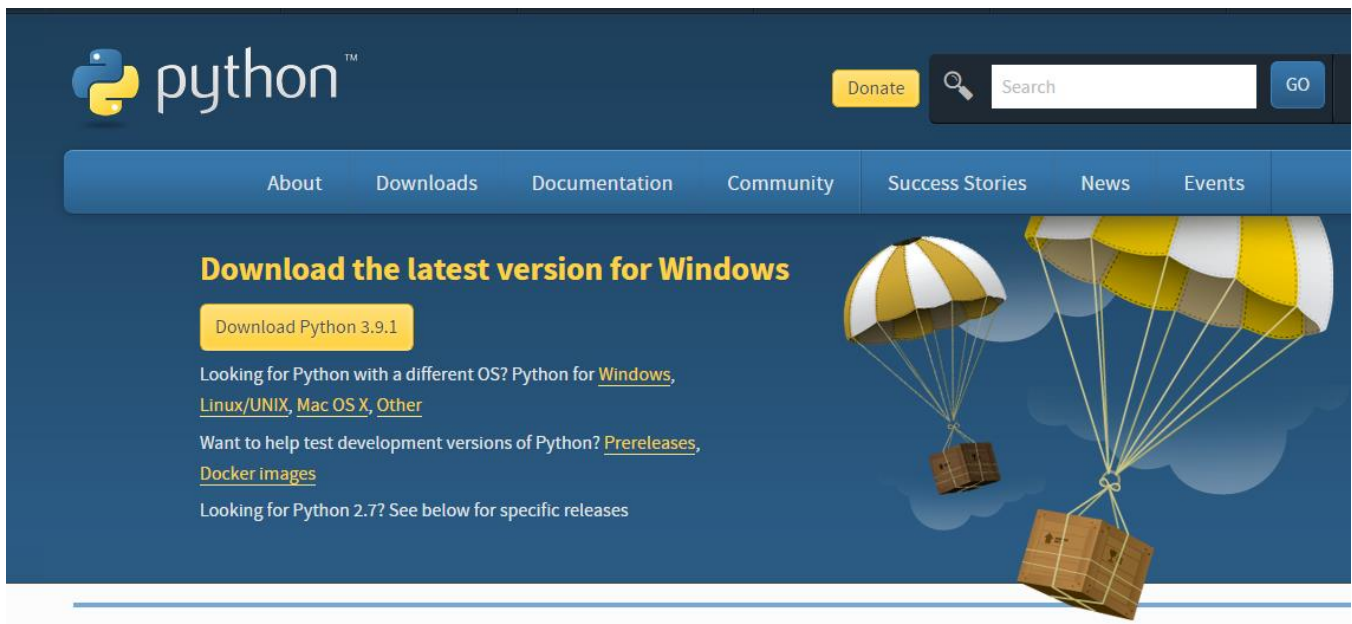 python™
Donate
Search
GO
About Downloads Documentation Community Success Stories News Events
Download the latest version for Windows
Download Python 3.9.1
Looking for Python with a different OS? Python for Windows,
Linux/UNIX, Mac OS X, Other
Want to help test development versions of Python? Prereleases,
Docker images
Looking for Python 2.7? See below for specific releases